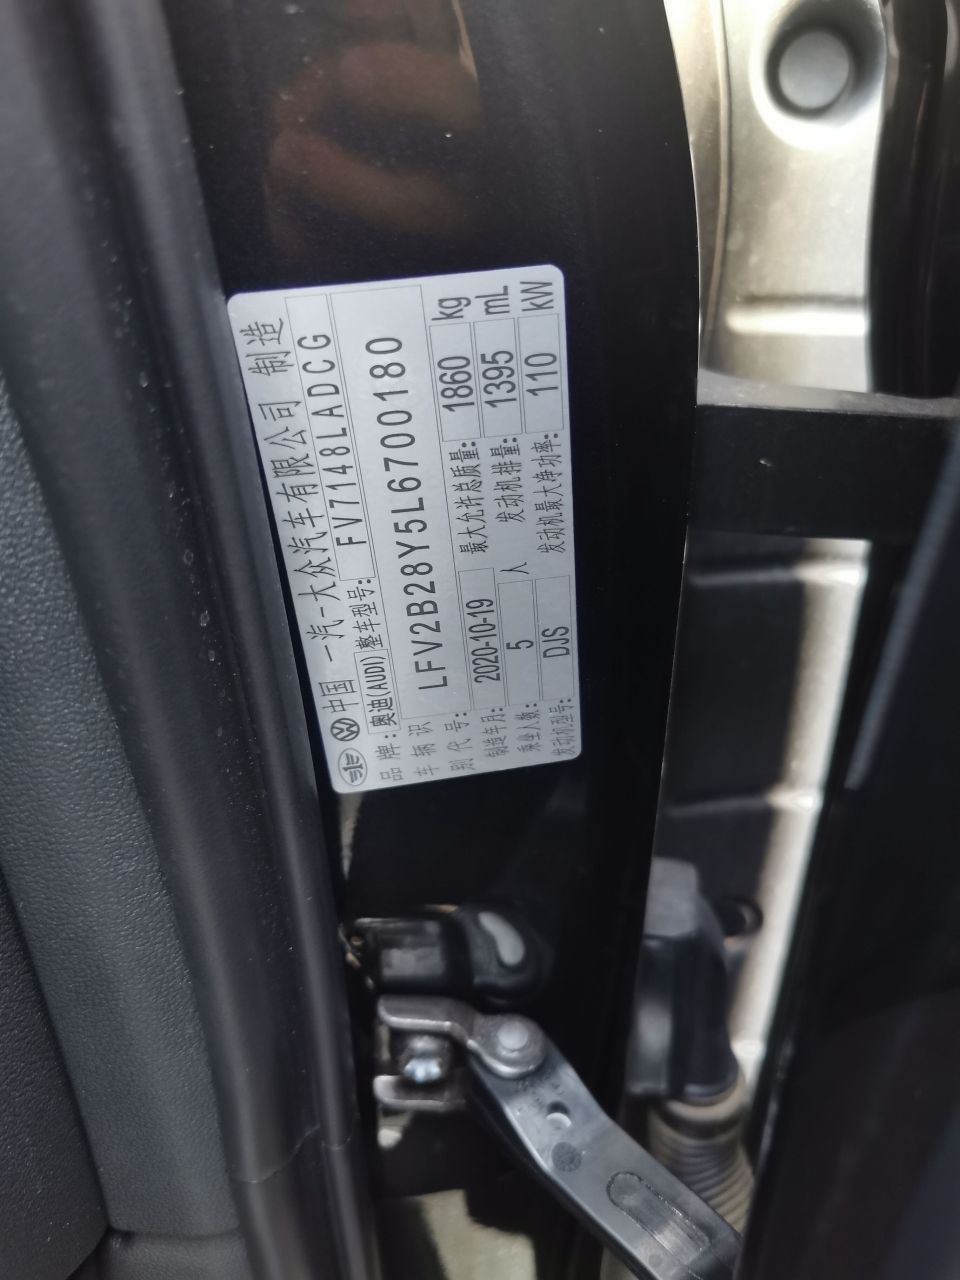 中国 一汽-大众汽车有限公司 制造
品牌: 奥迪(AUDI) 整车型号: FV7148LADCG
车辆识别代号: LFV2B28Y5L6700180
制造年月: 2020-10-19 最大允许总质量: 1860 kg
乘坐人数: 5 人 发动机排量: 1395 mL
发动机型号: DJS 发动机最大净功率: 110 kW